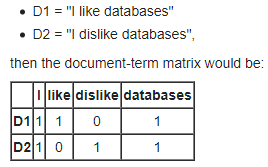 • D1 = "I like databases"
• D2 = "I dislike databases",
then the document-term matrix would be:
I like dislike databases
D1 1 1 0 1
D2 1 0 1 1